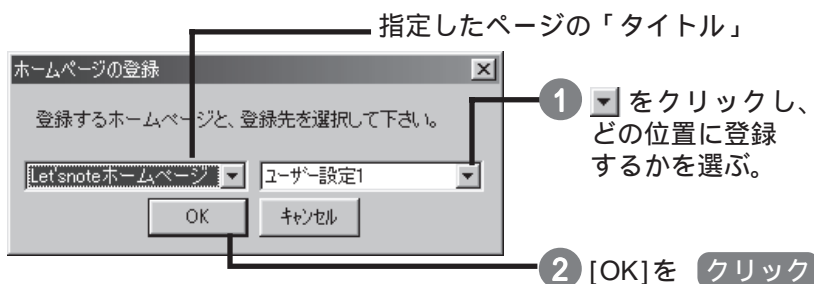 指定したページの「タイトル」
ホームページの登録
登録するホームページと、登録先を選択して下さい。
Let'snoteホームページ
ユーザー設定1
OK
キャンセル
1 をクリックし、
どの位置に登録
するかを選ぶ。
2 [OK]を クリック